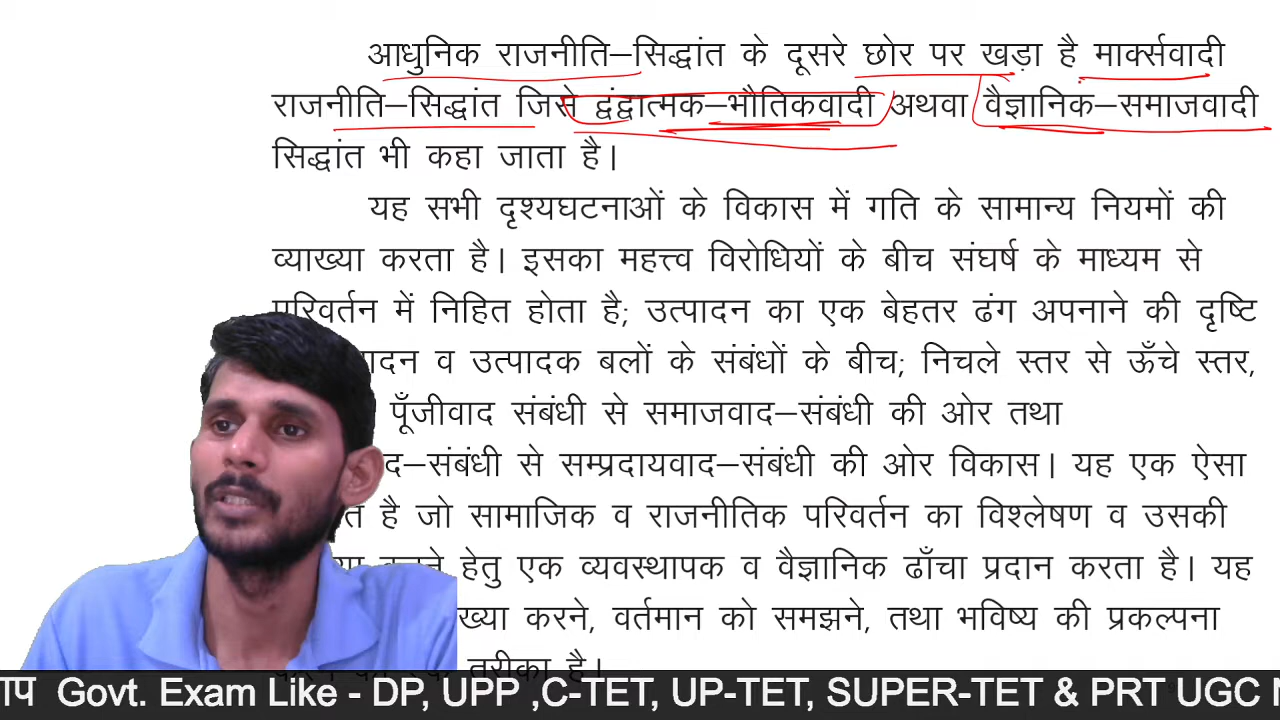 आधुनिक राजनीति–सिद्धांत के दूसरे छोर पर खड़ा है मार्क्सवादी
राजनीति–सिद्धांत जिसे द्वंद्वात्मक–भौतिकवादी अथवा वैज्ञानिक–समाजवादी
सिद्धांत भी कहा जाता है।
यह सभी दृश्यघटनाओं के विकास में गति के सामान्य नियमों की
व्याख्या करता है। इसका महत्त्व विरोधियों के बीच संघर्ष के माध्यम से
परिवर्तन में निहित होता है; उत्पादन का एक बेहतर ढंग अपनाने की दृष्टि
व उत्पादक बलों के संबंधों के बीच; निचले स्तर से ऊँचे स्तर,
पूँजीवाद संबंधी से समाजवाद–संबंधी की ओर तथा
संबंधी से सम्प्रदायवाद–संबंधी की ओर विकास। यह एक ऐसा
है जो सामाजिक व राजनीतिक परिवर्तन का विश्लेषण व उसकी
हेतु एक व्यवस्थापक व वैज्ञानिक ढाँचा प्रदान करता है। यह
करने, वर्तमान को समझने, तथा भविष्य की प्रकल्पना
तरीका है।
Govt. Exam Like - DP, UPP ,C-TET, UP-TET, SUPER-TET & PRT UGC